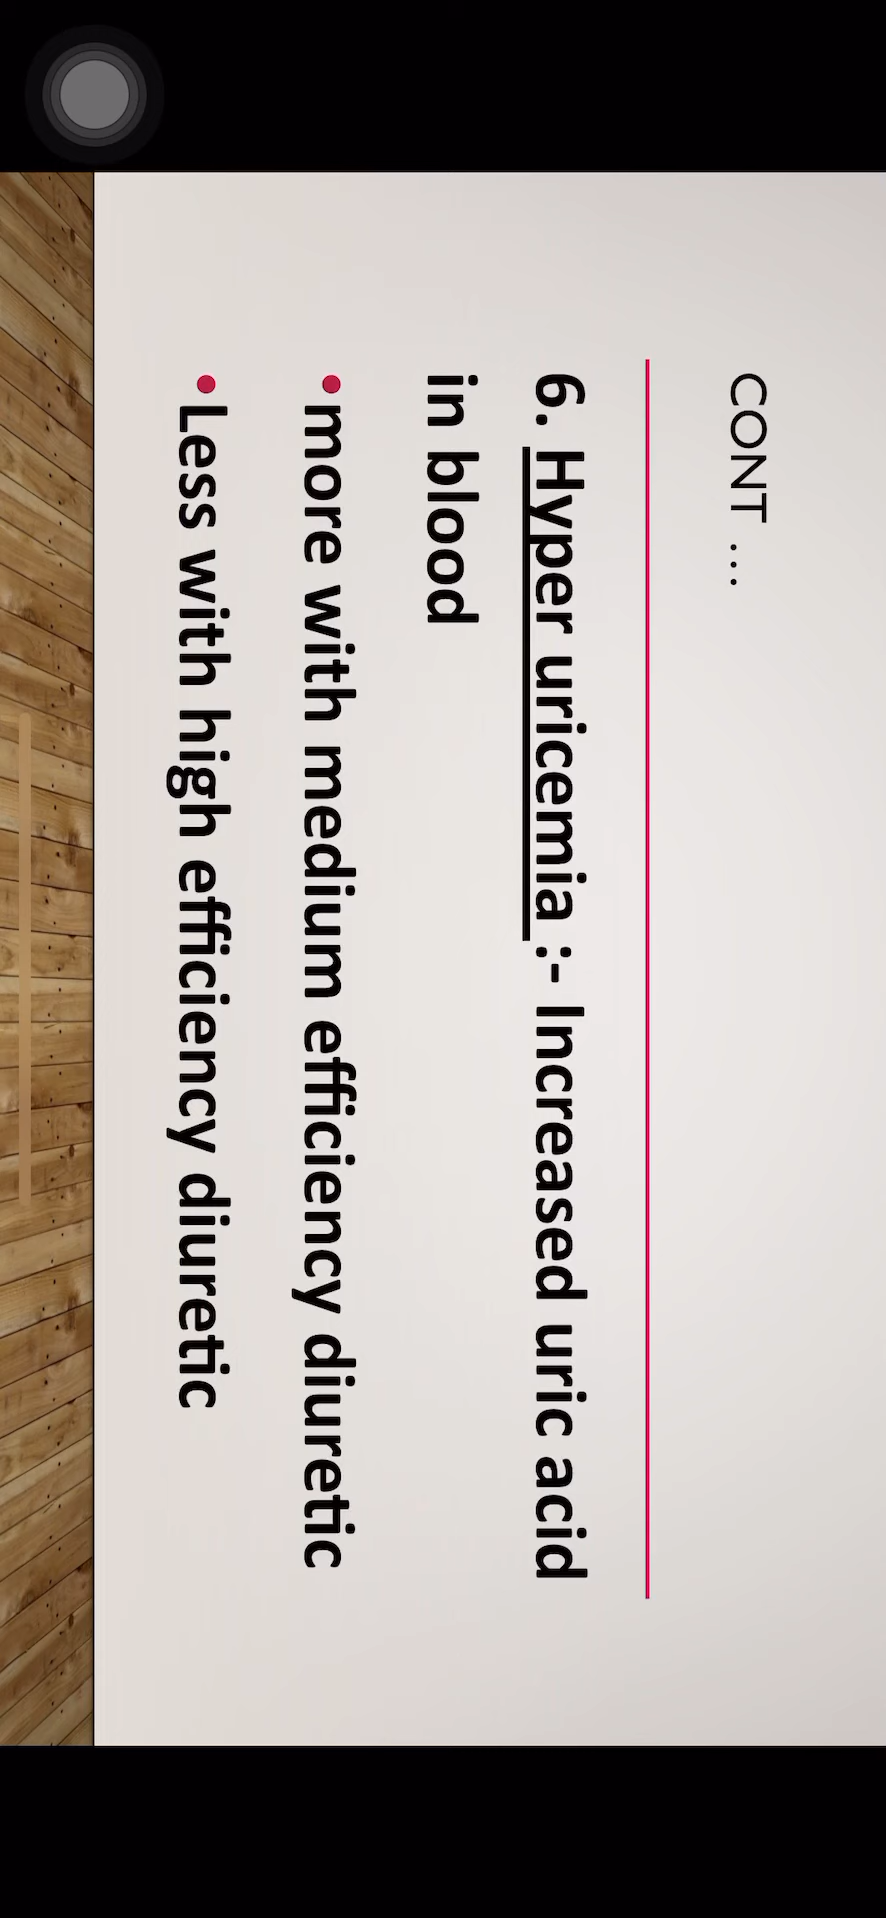 CONT ...
6. Hyper uricemia :- Increased uric acid
in blood
• more with medium efficiency diuretic
• Less with high efficiency diuretic